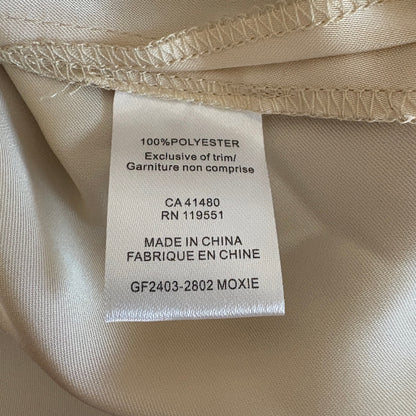 100%POLYESTER
Exclusive of trim/
Garniture non comprise
CA 41480
RN 119551
MADE IN CHINA
FABRIQUE EN CHINE
GF2403-2802 MOXIE